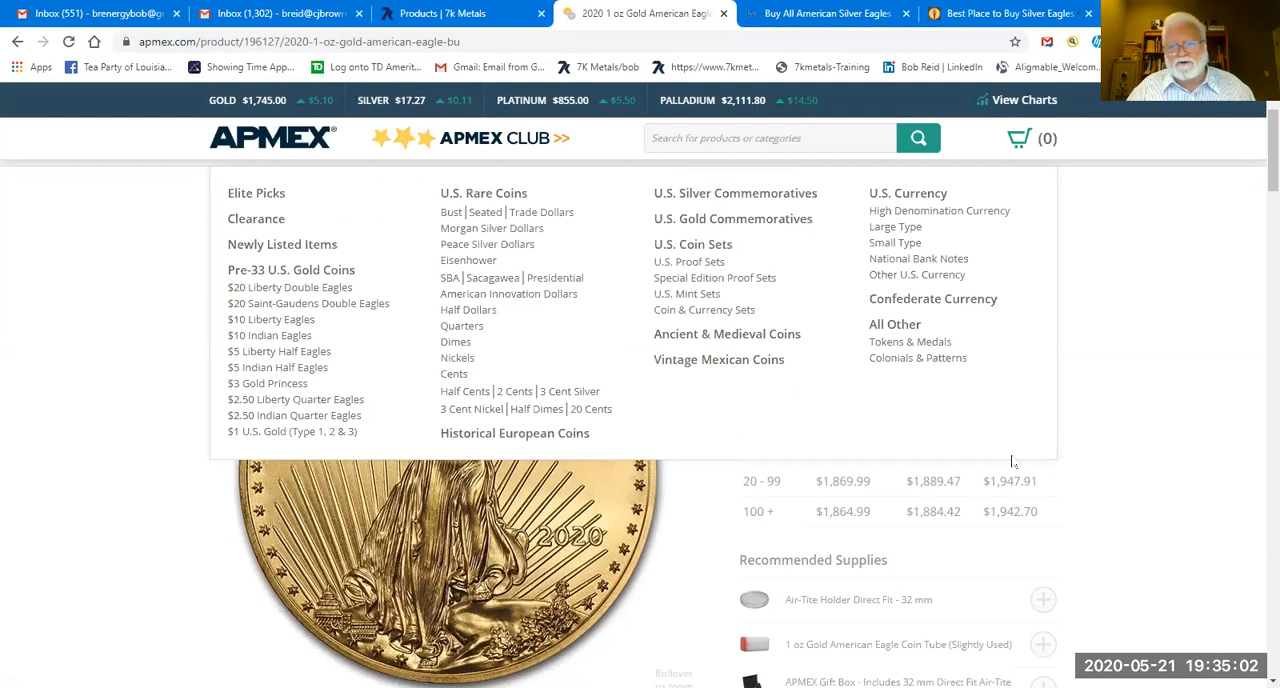 Inbox (551) - brenergybob@g
Inbox (1,302) - breid@cjbrown
Products | 7k Metals
2020 1 oz Gold American Eagle
Buy All American Silver Eagles
Best Place to Buy Silver Eagles
apmex.com/product/196127/2020-1-oz-gold-american-eagle-bu
Apps
Tea Party of Louisia...
Showing Time App...
Log onto TD Amerit...
Gmail: Email from G...
7K Metals/bob
https://www.7kmet...
7kmetals-Training
Bob Reid | LinkedIn
Alignable_Welcom...
GOLD $1,745.00 5.10
SILVER $17.27 $0.11
PLATINUM $855.00 $5.50
PALLADIUM $2,111.80 $14.50
View Charts
APMEX®
APMEX CLUB >>
Search for products or categories
(0)
Elite Picks
Clearance
Newly Listed Items
Pre-33 U.S. Gold Coins
$20 Liberty Double Eagles
$20 Saint-Gaudens Double Eagles
$10 Liberty Eagles
$10 Indian Eagles
$5 Liberty Half Eagles
$5 Indian Half Eagles
$3 Gold Princess
$2.50 Liberty Quarter Eagles
$2.50 Indian Quarter Eagles
$1 U.S. Gold (Type 1, 2 & 3)
U.S. Rare Coins
Bust | Seated | Trade Dollars
Morgan Silver Dollars
Peace Silver Dollars
Eisenhower
SBA | Sacagawea | Presidential
American Innovation Dollars
Half Dollars
Quarters
Dimes
Nickels
Cents
Half Cents | 2 Cents | 3 Cent Silver
3 Cent Nickel | Half Dimes | 20 Cents
Historical European Coins
U.S. Silver Commemoratives
U.S. Gold Commemoratives
U.S. Coin Sets
U.S. Proof Sets
Special Edition Proof Sets
U.S. Mint Sets
Coin & Currency Sets
Ancient & Medieval Coins
Vintage Mexican Coins
U.S. Currency
High Denomination Currency
Large Type
Small Type
National Bank Notes
Other U.S. Currency
Confederate Currency
All Other
Tokens & Medals
Colonials & Patterns
20 - 99 $1,869.99 $1,889.47 $1,947.91
100 + $1,864.99 $1,884.42 $1,942.70
2020
Recommended Supplies
Air-Tite Holder Direct Fit - 32 mm
1 oz Gold American Eagle Coin Tube (Slightly Used)
APMEX Gift Box - Includes 32 mm Direct Fit Air-Tite
Rollover
to zoom
2020-05-21 19:35:02